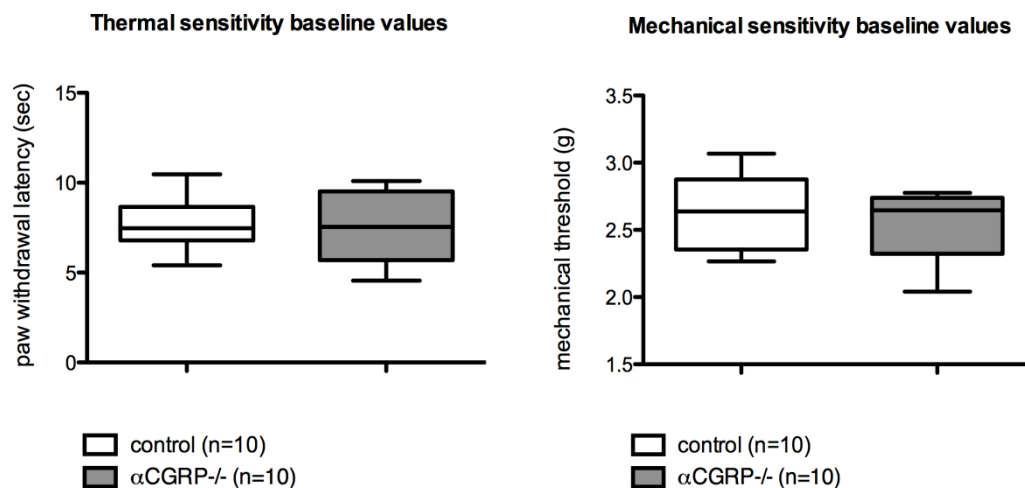 Thermal sensitivity baseline values
paw withdrawal latency (sec)
15
10
5
0
control (n=10)
αCGRP-/- (n=10)
Mechanical sensitivity baseline values
mechanical threshold (g)
3.5
3.0
2.5
2.0
1.5
control (n=10)
αCGRP-/- (n=10)